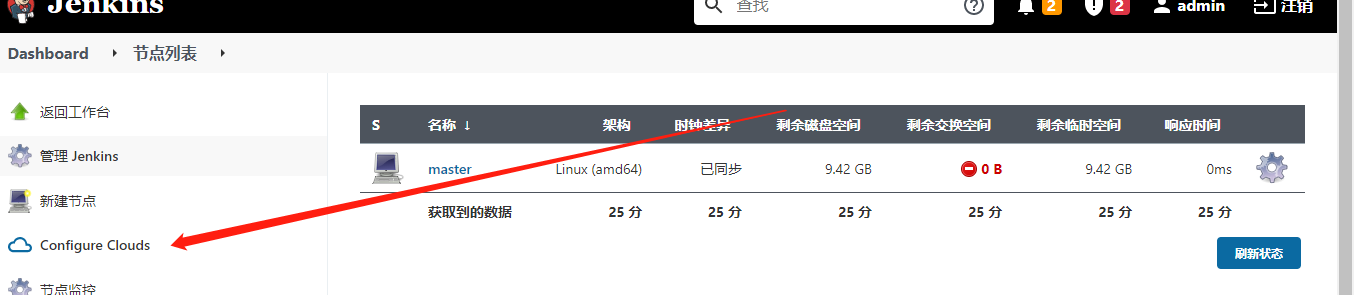 Jenkins
查找
2
2
admin
注销
Dashboard
节点列表
返回工作台
管理 Jenkins
新建节点
Configure Clouds
节点监控
S 名称 ↓ 架构 时钟差异 剩余磁盘空间 剩余交换空间 剩余临时空间 响应时间
master Linux (amd64) 已同步 9.42 GB 0 B 9.42 GB 0ms
获取到的数据 25 分 25 分 25 分 25 分 25 分 25 分
刷新状态